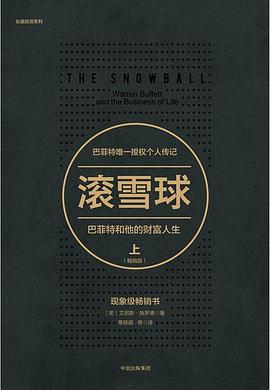 长赢投资系列
THE SNOWBALL
Warren Buffett
and the Business of Life
巴菲特唯一授权个人传记
滚雪球
巴菲特和他的财富人生
上
（畅销版）
现象级畅销书
［美］艾丽斯·施罗德◎著
覃扬眉 等◎译
中信出版集团